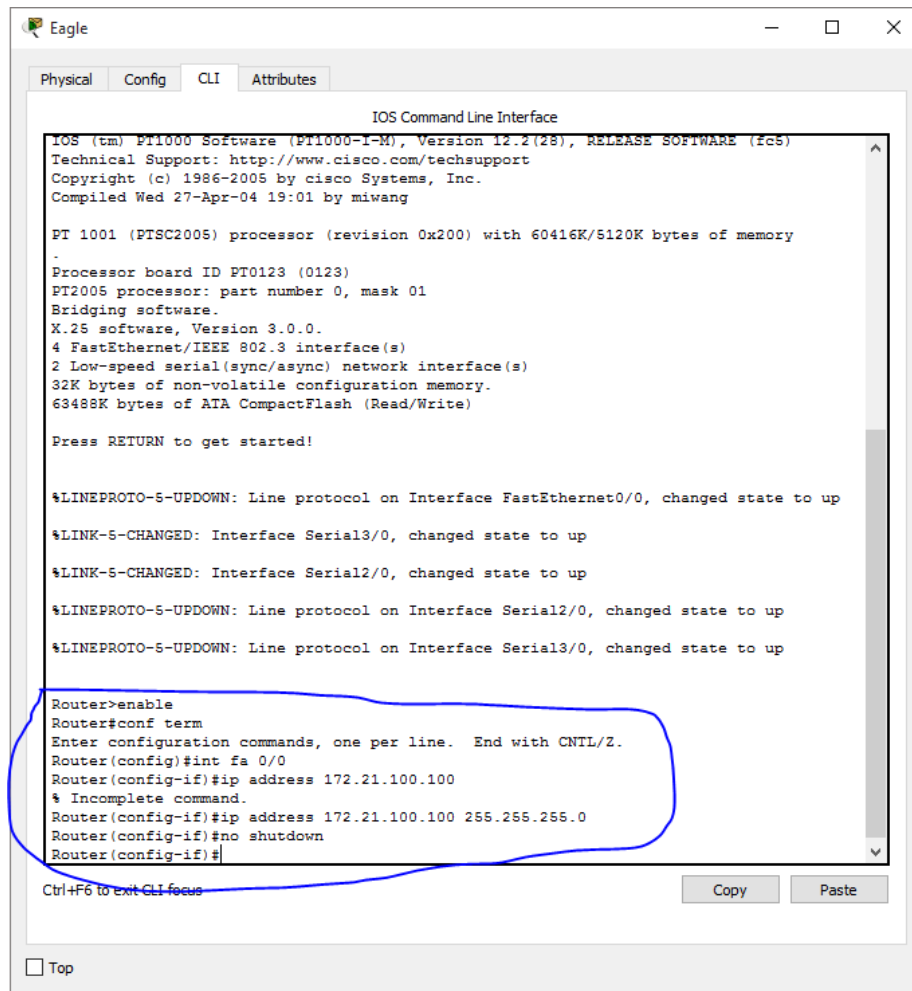 Eagle
Physical Config CLI Attributes
IOS Command Line Interface
IOS (tm) PT1000 Software (PT1000-I-M), Version 12.2(28), RELEASE SOFTWARE (fc5)
Technical Support: http://www.cisco.com/techsupport
Copyright (c) 1986-2005 by cisco Systems, Inc.
Compiled Wed 27-Apr-04 19:01 by miwang
PT 1001 (PTSC2005) processor (revision 0x200) with 60416K/5120K bytes of memory
.
Processor board ID PT0123 (0123)
PT2005 processor: part number 0, mask 01
Bridging software.
X.25 software, Version 3.0.0.
4 FastEthernet/IEEE 802.3 interface(s)
2 Low-speed serial(sync/async) network interface(s)
32K bytes of non-volatile configuration memory.
63488K bytes of ATA CompactFlash (Read/Write)
Press RETURN to get started!
%LINEPROTO-5-UPDOWN: Line protocol on Interface FastEthernet0/0, changed state to up
%LINK-5-CHANGED: Interface Serial3/0, changed state to up
%LINK-5-CHANGED: Interface Serial2/0, changed state to up
%LINEPROTO-5-UPDOWN: Line protocol on Interface Serial2/0, changed state to up
%LINEPROTO-5-UPDOWN: Line protocol on Interface Serial3/0, changed state to up
Router>enable
Router#conf term
Enter configuration commands, one per line.  End with CNTL/Z.
Router(config)#int fa 0/0
Router(config-if)#ip address 172.21.100.100
% Incomplete command.
Router(config-if)#ip address 172.21.100.100 255.255.255.0
Router(config-if)#no shutdown
Router(config-if)#
Ctrl+F6 to exit CLI focus
Copy Paste
Top